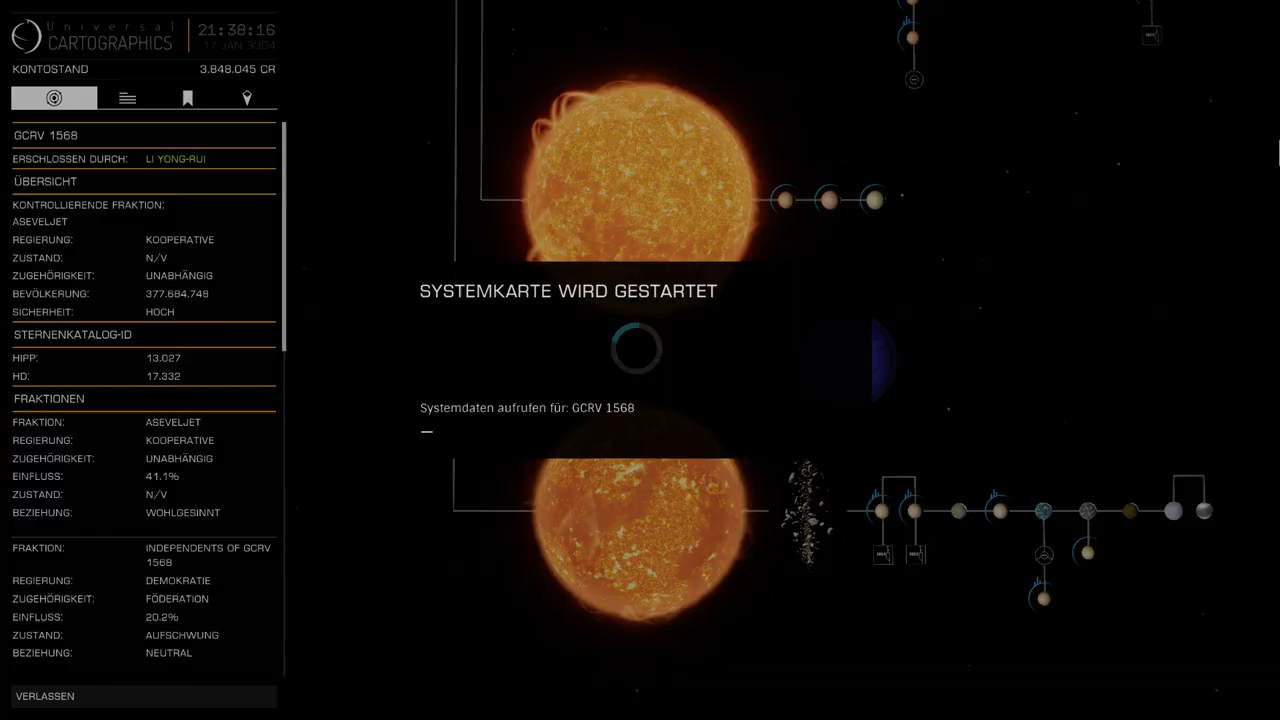 Universal
CARTOGRAPHICS
21:38:16
17 JAN 3304
KONTOSTAND 3.848.045 CR
GCRV 1568
ERSCHLOSSEN DURCH: LI YONG-RUI
ÜBERSICHT
KONTROLLIERENDE FRAKTION:
ASEVELJET
REGIERUNG: KOOPERATIVE
ZUSTAND: N/V
ZUGEHÖRIGKEIT: UNABHÄNGIG
BEVÖLKERUNG: 377.684.748
SICHERHEIT: HOCH
STERNENKATALOG-ID
HIPP: 13.027
HD: 17.332
FRAKTIONEN
FRAKTION: ASEVELJET
REGIERUNG: KOOPERATIVE
ZUGEHÖRIGKEIT: UNABHÄNGIG
EINFLUSS: 41.1%
ZUSTAND: N/V
BEZIEHUNG: WOHLGESINNT
FRAKTION: INDEPENDENTS OF GCRV
1568
REGIERUNG: DEMOKRATIE
ZUGEHÖRIGKEIT: FÖDERATION
EINFLUSS: 20.2%
ZUSTAND: AUFSCHWUNG
BEZIEHUNG: NEUTRAL
VERLASSEN
SYSTEMKARTE WIRD GESTARTET
Systemdaten aufrufen für: GCRV 1568